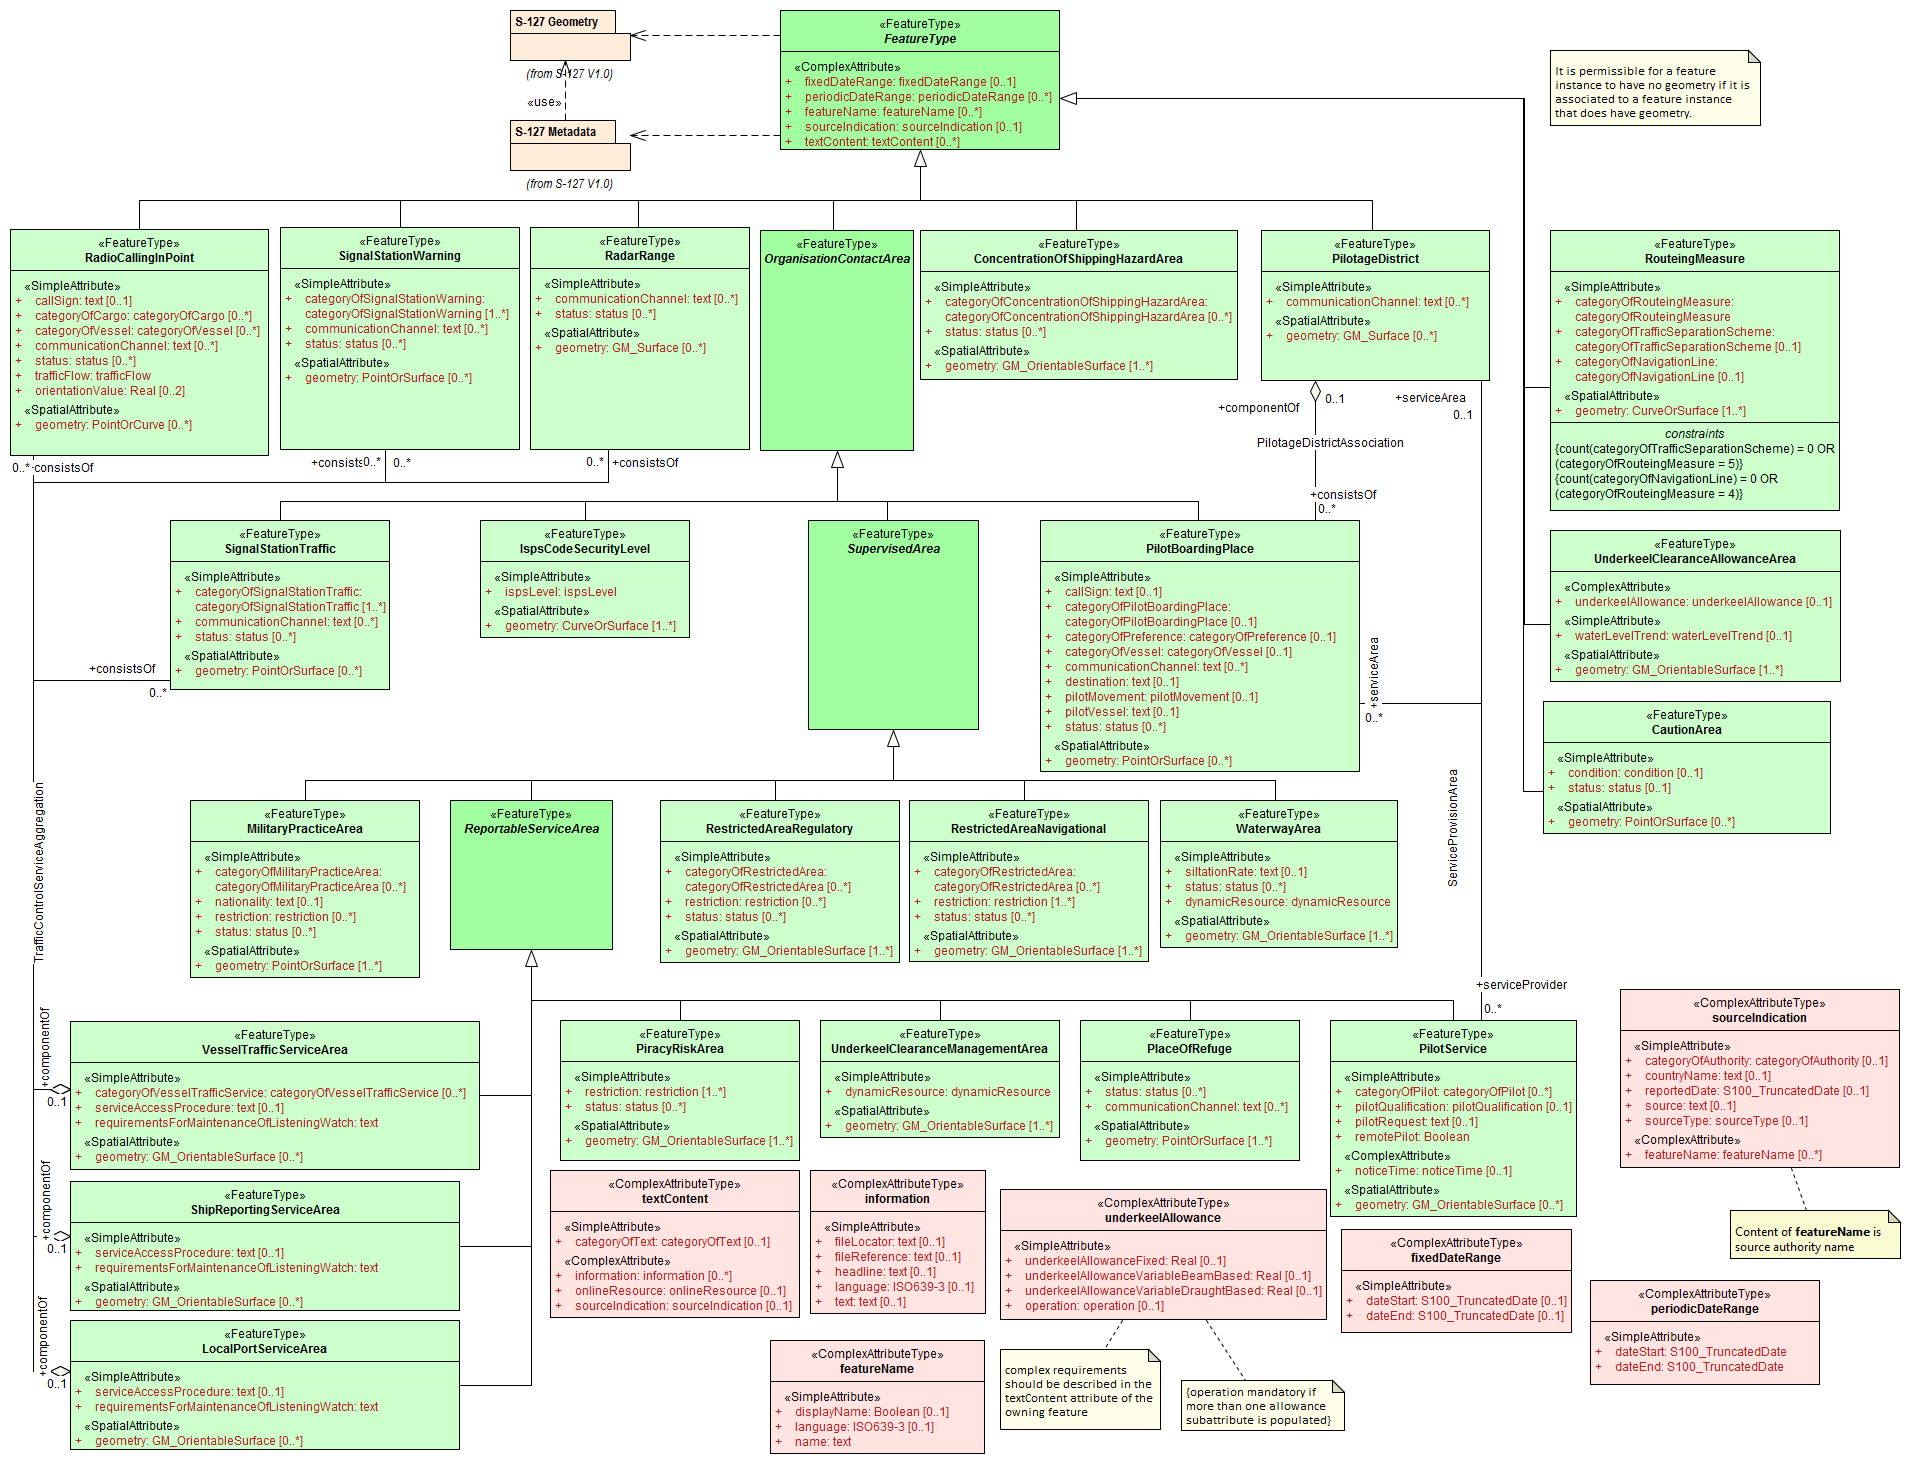 S-127 Geometry
(from S-127 V1.0)
«use»
S-127 Metadata
(from S-127 V1.0)
«FeatureType»
FeatureType
«ComplexAttribute»
+ fixedDateRange: fixedDateRange [0..1]
+ periodicDateRange: periodicDateRange [0..*]
+ featureName: featureName [0..*]
+ sourceIndication: sourceIndication [0..1]
+ textContent: textContent [0..*]
It is permissible for a feature
instance to have no geometry if it is
associated to a feature instance
that does have geometry.
«FeatureType»
RadioCallingInPoint
«SimpleAttribute»
+ callSign: text [0..1]
+ categoryOfCargo: categoryOfCargo [0..*]
+ categoryOfVessel: categoryOfVessel [0..*]
+ communicationChannel: text [0..*]
+ status: status [0..*]
+ trafficFlow: trafficFlow
+ orientationValue: Real [0..2]
«SpatialAttribute»
+ geometry: PointOrCurve [0..*]
«FeatureType»
SignalStationWarning
«SimpleAttribute»
+ categoryOfSignalStationWarning:
categoryOfSignalStationWarning [1..*]
+ communicationChannel: text [0..*]
+ status: status [0..*]
«SpatialAttribute»
+ geometry: PointOrSurface [0..*]
«FeatureType»
RadarRange
«SimpleAttribute»
+ communicationChannel: text [0..*]
+ status: status [0..*]
«SpatialAttribute»
+ geometry: GM_Surface [0..*]
«FeatureType»
OrganisationContactArea
«FeatureType»
ConcentrationOfShippingHazardArea
«SimpleAttribute»
+ categoryOfConcentrationOfShippingHazardArea:
categoryOfConcentrationOfShippingHazardArea [0..*]
+ status: status [0..*]
«SpatialAttribute»
+ geometry: GM_OrientableSurface [1..*]
«FeatureType»
PilotageDistrict
«SimpleAttribute»
+ communicationChannel: text [0..*]
«SpatialAttribute»
+ geometry: GM_Surface [0..*]
«FeatureType»
RouteingMeasure
«SimpleAttribute»
+ categoryOfRouteingMeasure:
categoryOfRouteingMeasure
+ categoryOfTrafficSeparationScheme:
categoryOfTrafficSeparationScheme [0..1]
+ categoryOfNavigationLine:
categoryOfNavigationLine [0..1]
«SpatialAttribute»
+ geometry: CurveOrSurface [1..*]
constraints
{count(categoryOfTrafficSeparationScheme) = 0 OR
(categoryOfRouteingMeasure = 5)}
{count(categoryOfNavigationLine) = 0 OR
(categoryOfRouteingMeasure = 4)}
0..* +consistsOf
+consistsOf 0..* 0..*
0..* +consistsOf
+componentOf 0..1
+serviceArea
0..1
PilotageDistrictAssociation
+consistsOf
0..*
«FeatureType»
SignalStationTraffic
«SimpleAttribute»
+ categoryOfSignalStationTraffic:
categoryOfSignalStationTraffic [1..*]
+ communicationChannel: text [0..*]
+ status: status [0..*]
«SpatialAttribute»
+ geometry: PointOrSurface [0..*]
+consistsOf
0..*
«FeatureType»
IspsCodeSecurityLevel
«SimpleAttribute»
+ ispsLevel: ispsLevel
«SpatialAttribute»
+ geometry: CurveOrSurface [1..*]
«FeatureType»
SupervisedArea
«FeatureType»
PilotBoardingPlace
«SimpleAttribute»
+ callSign: text [0..1]
+ categoryOfPilotBoardingPlace:
categoryOfPilotBoardingPlace [0..1]
+ categoryOfPreference: categoryOfPreference [0..1]
+ categoryOfVessel: categoryOfVessel [0..1]
+ communicationChannel: text [0..*]
+ destination: text [0..1]
+ pilotMovement: pilotMovement [0..1]
+ pilotVessel: text [0..1]
+ status: status [0..*]
«SpatialAttribute»
+ geometry: PointOrSurface [0..*]
+serviceArea
0..*
«FeatureType»
UnderkeelClearanceAllowanceArea
«ComplexAttribute»
+ underkeelAllowance: underkeelAllowance [0..1]
«SimpleAttribute»
+ waterLevelTrend: waterLevelTrend [0..1]
«SpatialAttribute»
+ geometry: GM_OrientableSurface [1..*]
«FeatureType»
CautionArea
«SimpleAttribute»
+ condition: condition [0..1]
+ status: status [0..1]
«SpatialAttribute»
+ geometry: PointOrSurface [0..*]
TrafficControlServiceAggregation
ServiceProvisionArea
«FeatureType»
MilitaryPracticeArea
«SimpleAttribute»
+ categoryOfMilitaryPracticeArea:
categoryOfMilitaryPracticeArea [0..*]
+ nationality: text [0..1]
+ restriction: restriction [0..*]
+ status: status [0..*]
«SpatialAttribute»
+ geometry: PointOrSurface [1..*]
«FeatureType»
ReportableServiceArea
«FeatureType»
RestrictedAreaRegulatory
«SimpleAttribute»
+ categoryOfRestrictedArea:
categoryOfRestrictedArea [0..*]
+ restriction: restriction [0..*]
+ status: status [0..*]
«SpatialAttribute»
+ geometry: GM_OrientableSurface [1..*]
«FeatureType»
RestrictedAreaNavigational
«SimpleAttribute»
+ categoryOfRestrictedArea:
categoryOfRestrictedArea [0..*]
+ restriction: restriction [1..*]
+ status: status [0..*]
«SpatialAttribute»
+ geometry: GM_OrientableSurface [1..*]
«FeatureType»
WaterwayArea
«SimpleAttribute»
+ siltationRate: text [0..1]
+ status: status [0..*]
+ dynamicResource: dynamicResource
«SpatialAttribute»
+ geometry: GM_OrientableSurface [1..*]
+serviceProvider
0..*
+componentOf
0..1
«FeatureType»
VesselTrafficServiceArea
«SimpleAttribute»
+ categoryOfVesselTrafficService: categoryOfVesselTrafficService [0..*]
+ serviceAccessProcedure: text [0..1]
+ requirementsForMaintenanceOfListeningWatch: text
«SpatialAttribute»
+ geometry: GM_OrientableSurface [0..*]
«FeatureType»
PiracyRiskArea
«SimpleAttribute»
+ restriction: restriction [1..*]
+ status: status [0..*]
«SpatialAttribute»
+ geometry: GM_OrientableSurface [1..*]
«FeatureType»
UnderkeelClearanceManagementArea
«SimpleAttribute»
+ dynamicResource: dynamicResource
«SpatialAttribute»
+ geometry: GM_OrientableSurface [1..*]
«FeatureType»
PlaceOfRefuge
«SimpleAttribute»
+ status: status [0..*]
+ communicationChannel: text [0..*]
«SpatialAttribute»
+ geometry: PointOrSurface [1..*]
«FeatureType»
PilotService
«SimpleAttribute»
+ categoryOfPilot: categoryOfPilot [0..*]
+ pilotQualification: pilotQualification [0..1]
+ pilotRequest: text [0..1]
+ remotePilot: Boolean
«ComplexAttribute»
+ noticeTime: noticeTime [0..1]
«SpatialAttribute»
+ geometry: GM_OrientableSurface [0..*]
«ComplexAttributeType»
sourceIndication
«SimpleAttribute»
+ categoryOfAuthority: categoryOfAuthority [0..1]
+ countryName: text [0..1]
+ reportedDate: S100_TruncatedDate [0..1]
+ source: text [0..1]
+ sourceType: sourceType [0..1]
«ComplexAttribute»
+ featureName: featureName [0..*]
Content of featureName is
source authority name
+componentOf
0..1
«FeatureType»
ShipReportingServiceArea
«SimpleAttribute»
+ serviceAccessProcedure: text [0..1]
+ requirementsForMaintenanceOfListeningWatch: text
«SpatialAttribute»
+ geometry: GM_OrientableSurface [0..*]
«ComplexAttributeType»
textContent
«SimpleAttribute»
+ categoryOfText: categoryOfText [0..1]
«ComplexAttribute»
+ information: information [0..*]
+ onlineResource: onlineResource [0..1]
+ sourceIndication: sourceIndication [0..1]
«ComplexAttributeType»
information
«SimpleAttribute»
+ fileLocator: text [0..1]
+ fileReference: text [0..1]
+ headline: text [0..1]
+ language: ISO639-3 [0..1]
+ text: text [0..1]
«ComplexAttributeType»
underkeelAllowance
«SimpleAttribute»
+ underkeelAllowanceFixed: Real [0..1]
+ underkeelAllowanceVariableBeamBased: Real [0..1]
+ underkeelAllowanceVariableDraughtBased: Real [0..1]
+ operation: operation [0..1]
«ComplexAttributeType»
fixedDateRange
«SimpleAttribute»
+ dateStart: S100_TruncatedDate [0..1]
+ dateEnd: S100_TruncatedDate [0..1]
«ComplexAttributeType»
periodicDateRange
«SimpleAttribute»
+ dateStart: S100_TruncatedDate
+ dateEnd: S100_TruncatedDate
+componentOf
0..1
«FeatureType»
LocalPortServiceArea
«SimpleAttribute»
+ serviceAccessProcedure: text [0..1]
+ requirementsForMaintenanceOfListeningWatch: text
«SpatialAttribute»
+ geometry: GM_OrientableSurface [0..*]
«ComplexAttributeType»
featureName
«SimpleAttribute»
+ displayName: Boolean [0..1]
+ language: ISO639-3 [0..1]
+ name: text
complex requirements
should be described in the
textContent attribute of the
owning feature
{operation mandatory if
more than one allowance
subattribute is populated}